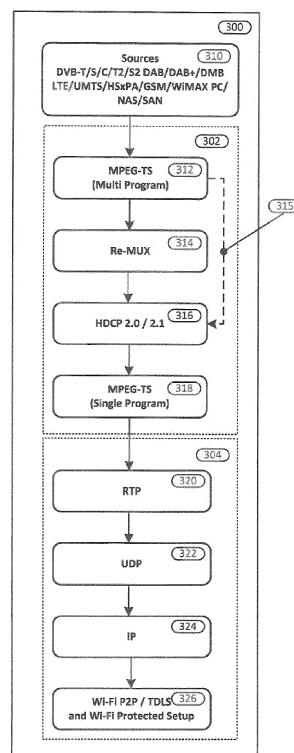 300
Sources 310
DVB-T/S/C/T2/S2 DAB/DAB+/DMB
LTE/UMTS/HSxPA/GSM/WiMAX PC/
NAS/SAN
302
MPEG-TS 312
(Multi Program)
315
Re-MUX 314
HDCP 2.0 / 2.1 316
MPEG-TS 318
(Single Program)
304
RTP 320
UDP 322
IP 324
Wi-Fi P2P / TDLS 326
and Wi-Fi Protected Setup